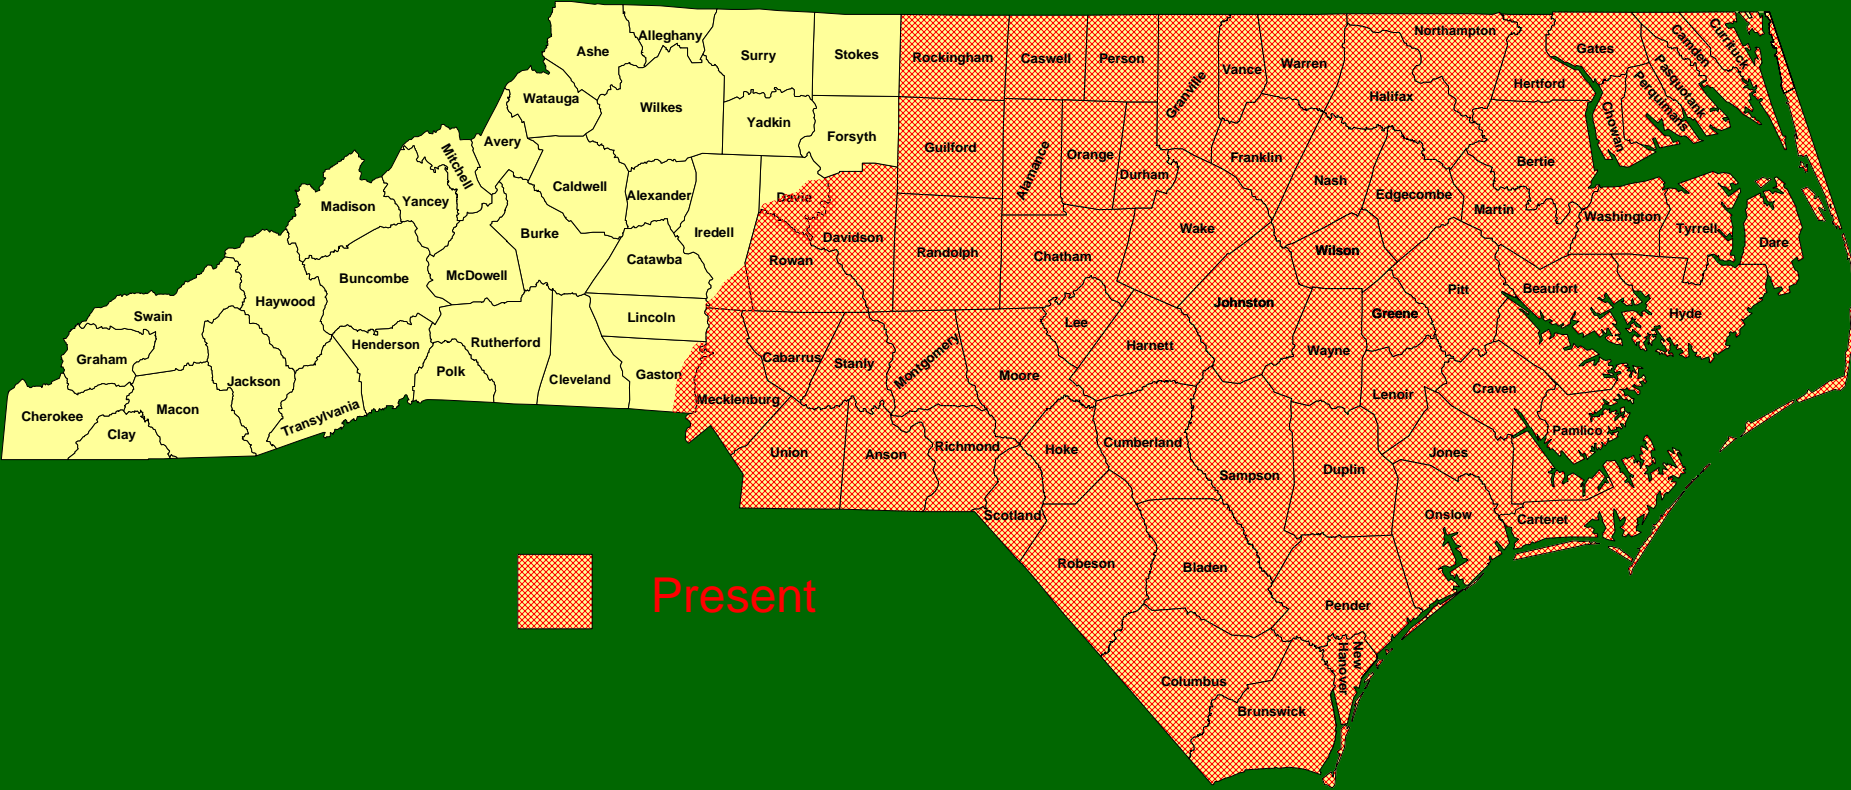 Alleghany
Ashe
Surry
Stokes
Rockingham
Caswell
Person
Granville
Vance
Warren
Northampton
Gates
Camden
Currituck
Pasquotank
Perquimans
Chowan
Hertford
Halifax
Watauga
Wilkes
Yadkin
Forsyth
Guilford
Alamance
Orange
Durham
Franklin
Nash
Edgecombe
Bertie
Martin
Washington
Tyrrell
Dare
Avery
Mitchell
Yancey
Madison
Caldwell
Alexander
Iredell
Davie
Davidson
Rowan
Randolph
Chatham
Wake
Wilson
Pitt
Beaufort
Hyde
Burke
Catawba
McDowell
Buncombe
Haywood
Swain
Graham
Lincoln
Johnston
Greene
Lee
Harnett
Wayne
Henderson
Rutherford
Polk
Cleveland
Gaston
Mecklenburg
Cabarrus
Stanly
Montgomery
Moore
Lenoir
Craven
Pamlico
Jackson
Macon
Cherokee
Clay
Transylvania
Union
Anson
Richmond
Hoke
Cumberland
Sampson
Duplin
Jones
Onslow
Carteret
Scotland
Robeson
Bladen
Pender
New
Hanover
Columbus
Brunswick
Present